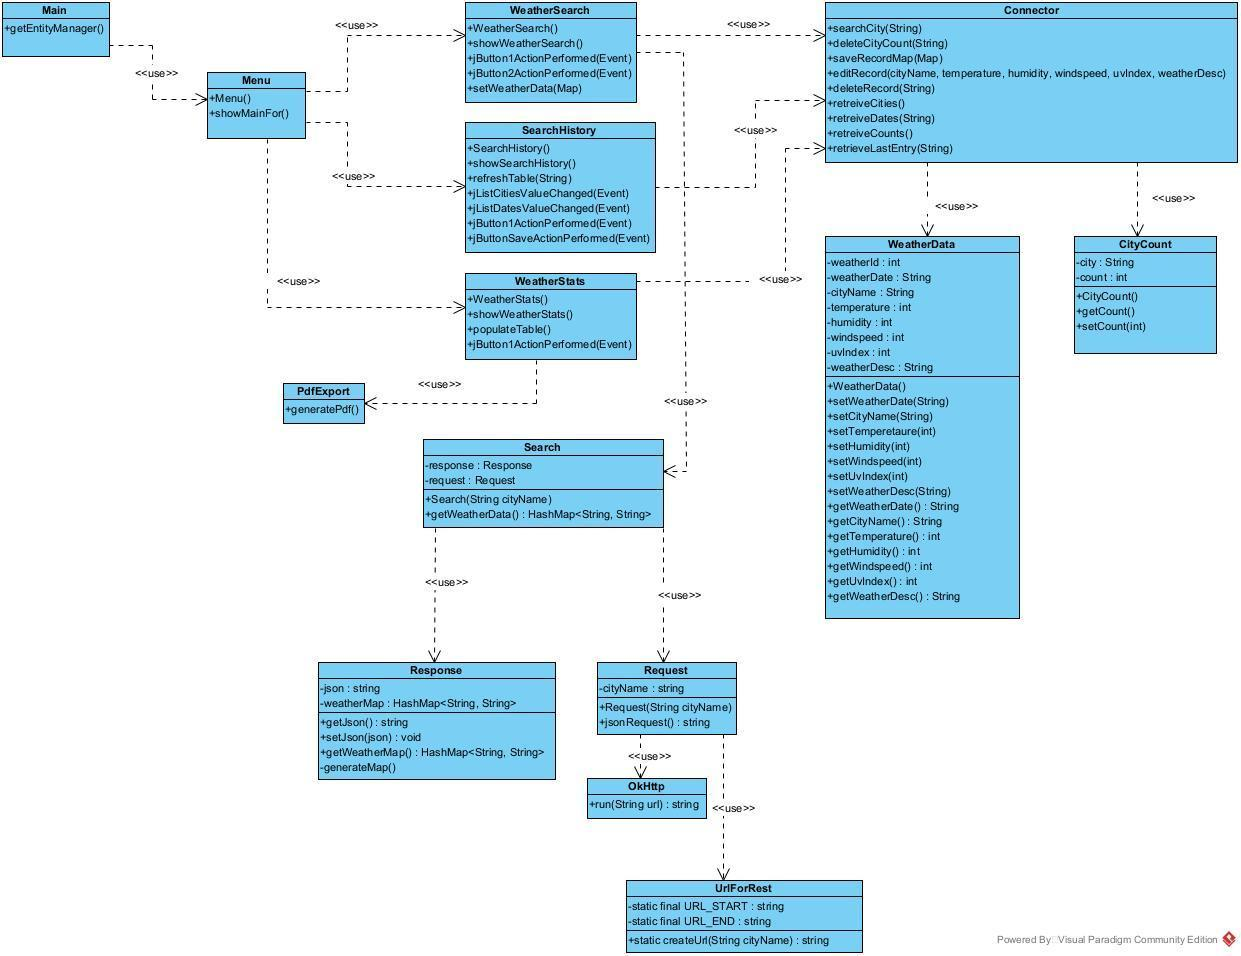 Main
+getEntityManager()
<<use>>
Menu
+Menu()
+showMainFor()
<<use>>
<<use>>
<<use>>
WeatherSearch
+WeatherSearch()
+showWeatherSearch()
+jButton1ActionPerformed(Event)
+jButton2ActionPerformed(Event)
+setWeatherData(Map)
<<use>>
SearchHistory
+SearchHistory()
+showSearchHistory()
+refreshTable(String)
+jListCitiesValueChanged(Event)
+jListDatesValueChanged(Event)
+jButton1ActionPerformed(Event)
+jButtonSaveActionPerformed(Event)
<<use>>
WeatherStats
+WeatherStats()
+showWeatherStats()
+populateTable()
+jButton1ActionPerformed(Event)
<<use>>
<<use>>
PdfExport
+generatePdf()
<<use>>
Connector
+searchCity(String)
+deleteCityCount(String)
+saveRecordMap(Map)
+editRecord(cityName, temperature, humidity, windspeed, uvIndex, weatherDesc)
+deleteRecord(String)
+retreiveCities()
+retreiveDates(String)
+retreiveCounts()
+retrieveLastEntry(String)
<<use>>
<<use>>
WeatherData
-weatherId : int
-weatherDate : String
-cityName : String
-temperature : int
-humidity : int
-windspeed : int
-uvIndex : int
-weatherDesc : String
+WeatherData()
+setWeatherDate(String)
+setCityName(String)
+setTemperetaure(int)
+setHumidity(int)
+setWindspeed(int)
+setUvIndex(int)
+setWeatherDesc(String)
+getWeatherDate() : String
+getCityName() : String
+getTemperature() : int
+getHumidity() : int
+getWindspeed() : int
+getUvIndex() : int
+getWeatherDesc() : String
CityCount
-city : String
-count : int
+CityCount()
+getCount()
+setCount(int)
Search
-response : Response
-request : Request
+Search(String cityName)
+getWeatherData() : HashMap<String, String>
<<use>>
<<use>>
Response
-json : string
-weatherMap : HashMap<String, String>
+getJson() : string
+setJson(json) : void
+getWeatherMap() : HashMap<String, String>
-generateMap()
Request
-cityName : string
+Request(String cityName)
+jsonRequest() : string
<<use>>
OkHttp
+run(String url) : string
<<use>>
UrlForRest
-static final URL_START : string
-static final URL_END : string
+static createUrl(String cityName) : string
Powered By Visual Paradigm Community Edition